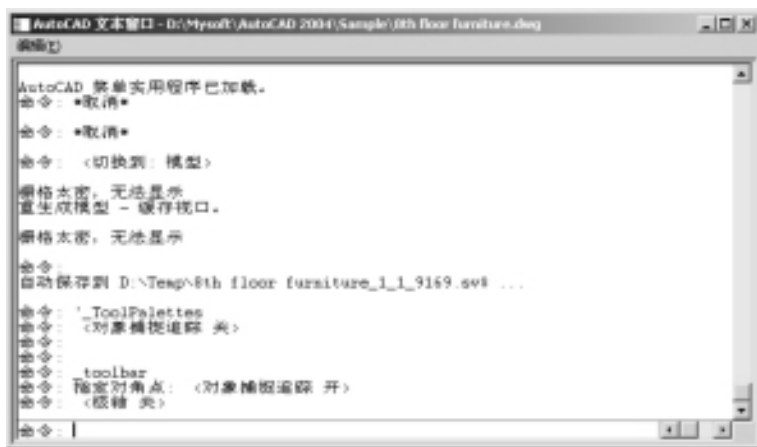 AutoCAD 文本窗口 - D:\Mysoft\AutoCAD 2004\Sample\8th floor furniture.dwg
编辑(E)
AutoCAD 菜单实用程序已加载。
命令: *取消*
命令: *取消*
命令:  <切换到: 模型>
栅格太密，无法显示
重生成模型 - 缓存视口。
栅格太密，无法显示
命令:
自动保存到 D:\Temp\8th floor furniture_1_1_9169.sv$ ...
命令: '_ToolPalettes
命令:  <对象捕捉追踪 关>
命令:
命令:
命令: _toolbar
命令: 指定对角点:  <对象捕捉追踪 开>
命令:  <极轴 关>
命令: